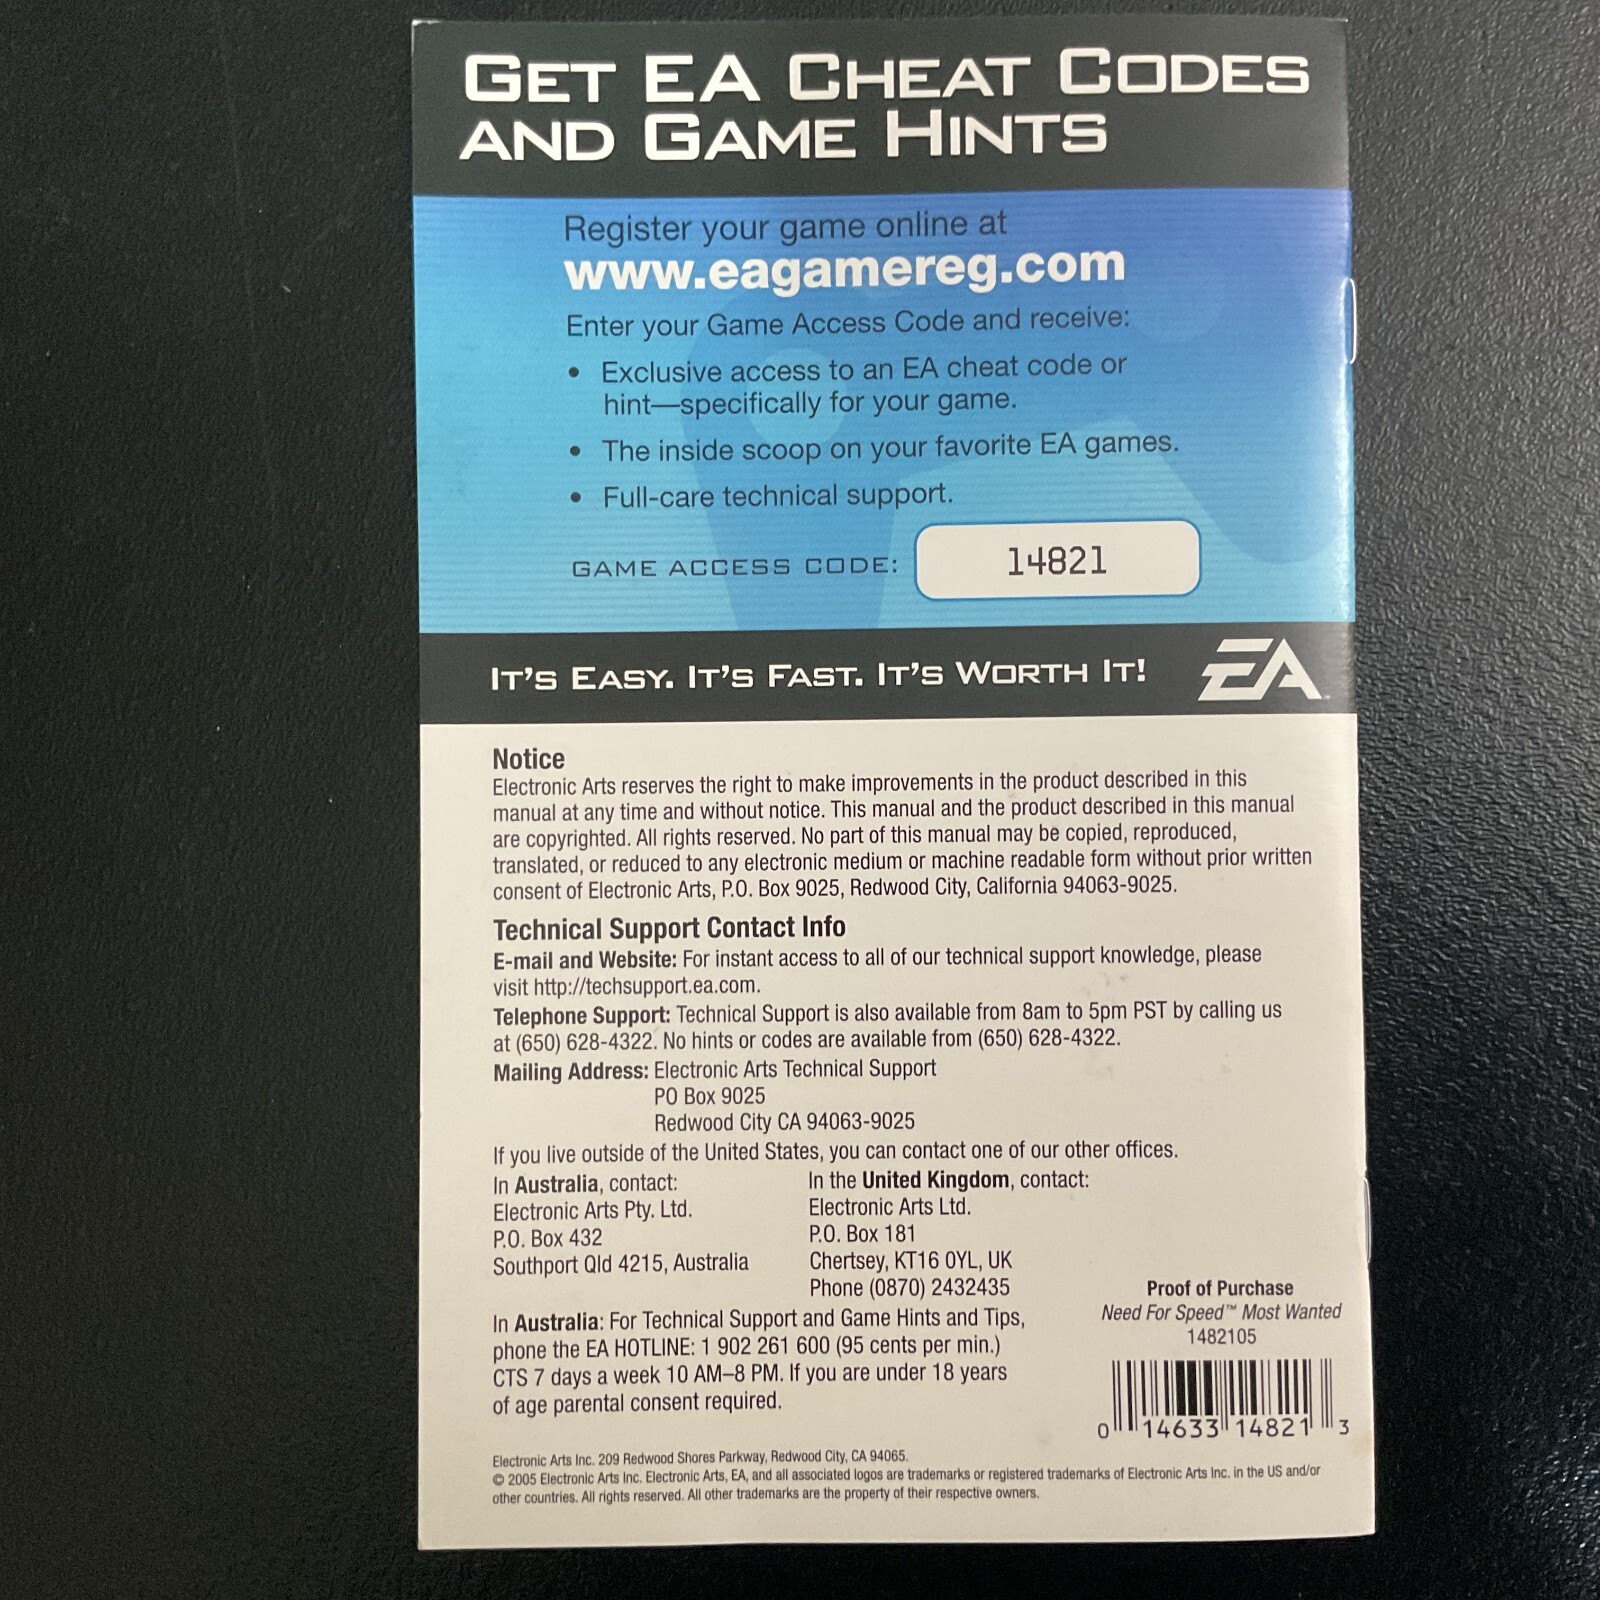 GET EA CHEAT CODES
AND GAME HINTS
Register your game online at
www.eagamereg.com
Enter your Game Access Code and receive:
• Exclusive access to an EA cheat code or
hint—specifically for your game.
• The inside scoop on your favorite EA games.
• Full-care technical support.
GAME ACCESS CODE: 14821
IT'S EASY. IT'S FAST. IT'S WORTH IT! EA
Notice
Electronic Arts reserves the right to make improvements in the product described in this
manual at any time and without notice. This manual and the product described in this manual
are copyrighted. All rights reserved. No part of this manual may be copied, reproduced,
translated, or reduced to any electronic medium or machine readable form without prior written
consent of Electronic Arts, P.O. Box 9025, Redwood City, California 94063-9025.
Technical Support Contact Info
E-mail and Website: For instant access to all of our technical support knowledge, please
visit http://techsupport.ea.com.
Telephone Support: Technical Support is also available from 8am to 5pm PST by calling us
at (650) 628-4322. No hints or codes are available from (650) 628-4322.
Mailing Address: Electronic Arts Technical Support
PO Box 9025
Redwood City CA 94063-9025
If you live outside of the United States, you can contact one of our other offices.
In Australia, contact:
Electronic Arts Pty. Ltd.
P.O. Box 432
Southport Qld 4215, Australia
In the United Kingdom, contact:
Electronic Arts Ltd.
P.O. Box 181
Chertsey, KT16 0YL, UK
Phone (0870) 2432435
In Australia: For Technical Support and Game Hints and Tips,
phone the EA HOTLINE: 1 902 261 600 (95 cents per min.)
CTS 7 days a week 10 AM–8 PM. If you are under 18 years
of age parental consent required.
Proof of Purchase
Need For Speed™ Most Wanted
1482105
0 14633 14821 3
Electronic Arts Inc. 209 Redwood Shores Parkway, Redwood City, CA 94065.
© 2005 Electronic Arts Inc. Electronic Arts, EA, and all associated logos are trademarks or registered trademarks of Electronic Arts Inc. in the US and/or
other countries. All rights reserved. All other trademarks are the property of their respective owners.